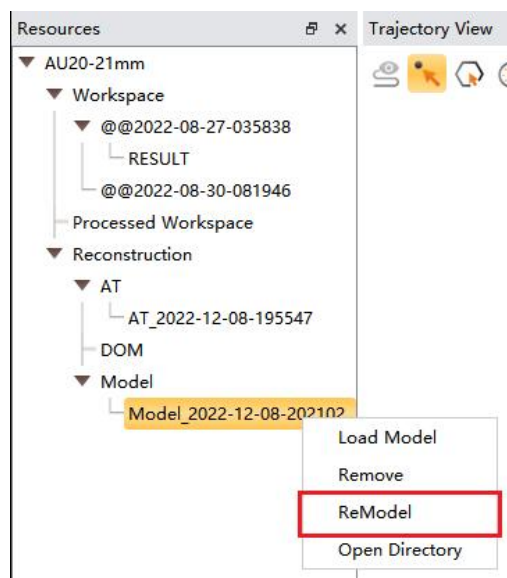 Resources
Trajectory View
AU20-21mm
Workspace
@@2022-08-27-035838
RESULT
@@2022-08-30-081946
Processed Workspace
Reconstruction
AT
AT_2022-12-08-195547
DOM
Model
Model_2022-12-08-202102
Load Model
Remove
ReModel
Open Directory